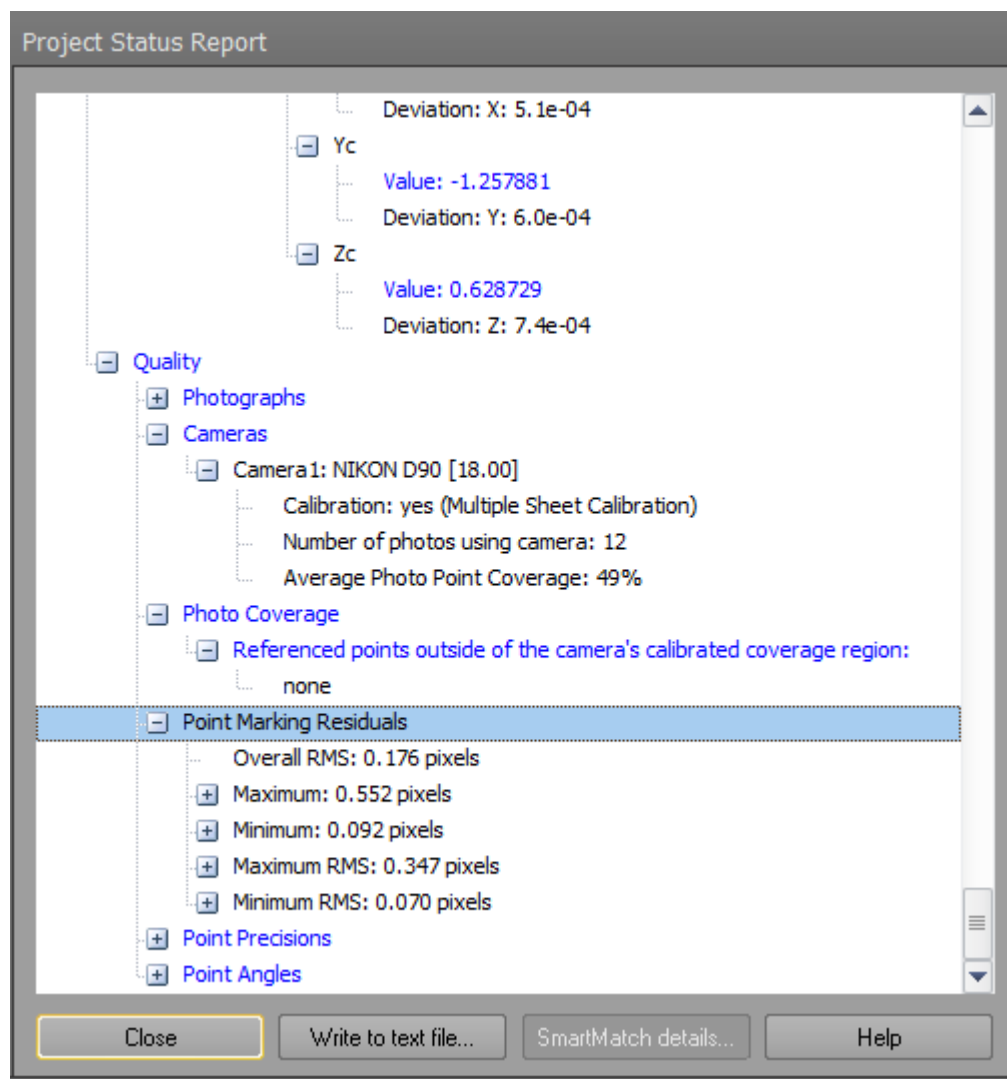 Project Status Report
Deviation: X: 5.1e-04
Yc
Value: -1.257881
Deviation: Y: 6.0e-04
Zc
Value: 0.628729
Deviation: Z: 7.4e-04
Quality
Photographs
Cameras
Camera1: NIKON D90 [18.00]
Calibration: yes (Multiple Sheet Calibration)
Number of photos using camera: 12
Average Photo Point Coverage: 49%
Photo Coverage
Referenced points outside of the camera's calibrated coverage region:
none
Point Marking Residuals
Overall RMS: 0.176 pixels
Maximum: 0.552 pixels
Minimum: 0.092 pixels
Maximum RMS: 0.347 pixels
Minimum RMS: 0.070 pixels
Point Precisions
Point Angles
Close Write to text file... SmartMatch details... Help